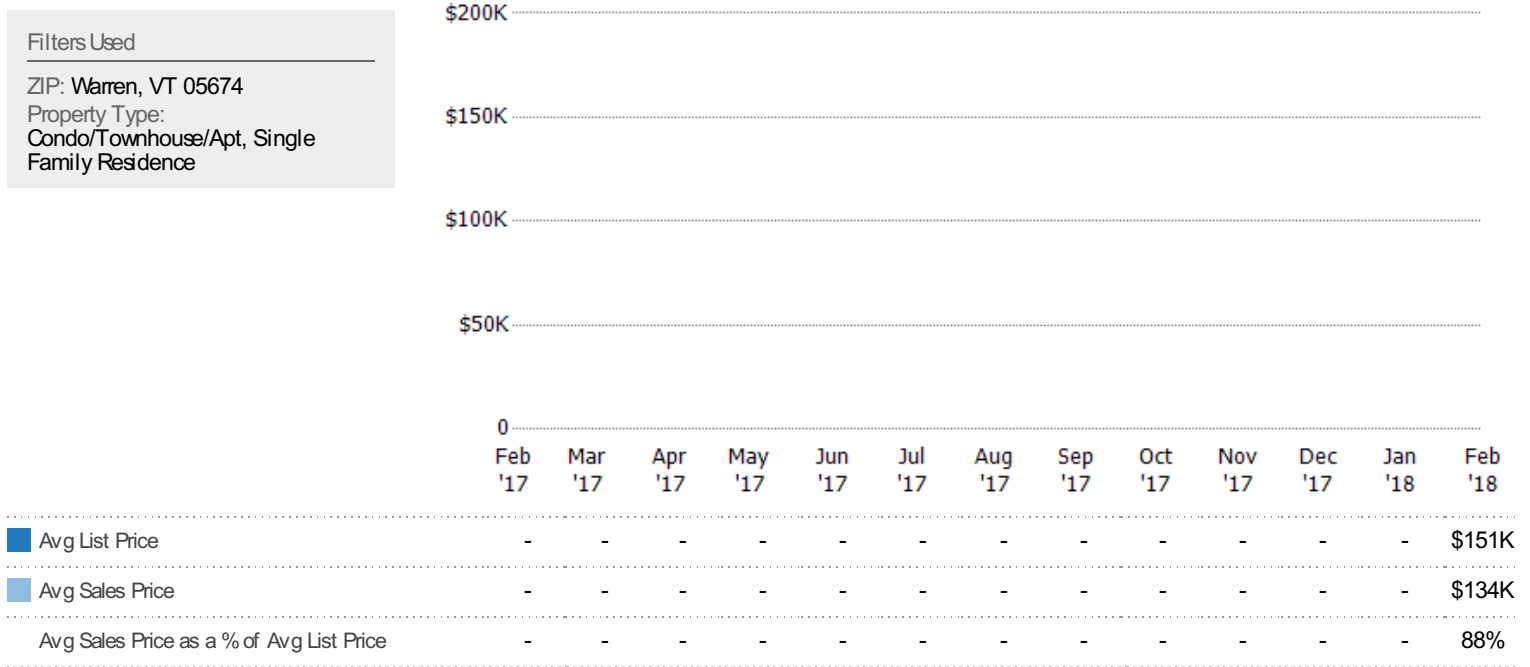 Filters Used
ZIP: Warren, VT 05674
Property Type:
Condo/Townhouse/Apt, Single
Family Residence
$200K
$150K
$100K
$50K
0
Feb Mar Apr May Jun Jul Aug Sep Oct Nov Dec Jan Feb
'17 '17 '17 '17 '17 '17 '17 '17 '17 '17 '17 '18 '18
Avg List Price - - - - - - - - - - - - $151K
Avg Sales Price - - - - - - - - - - - - $134K
Avg Sales Price as a % of Avg List Price - - - - - - - - - - - - 88%